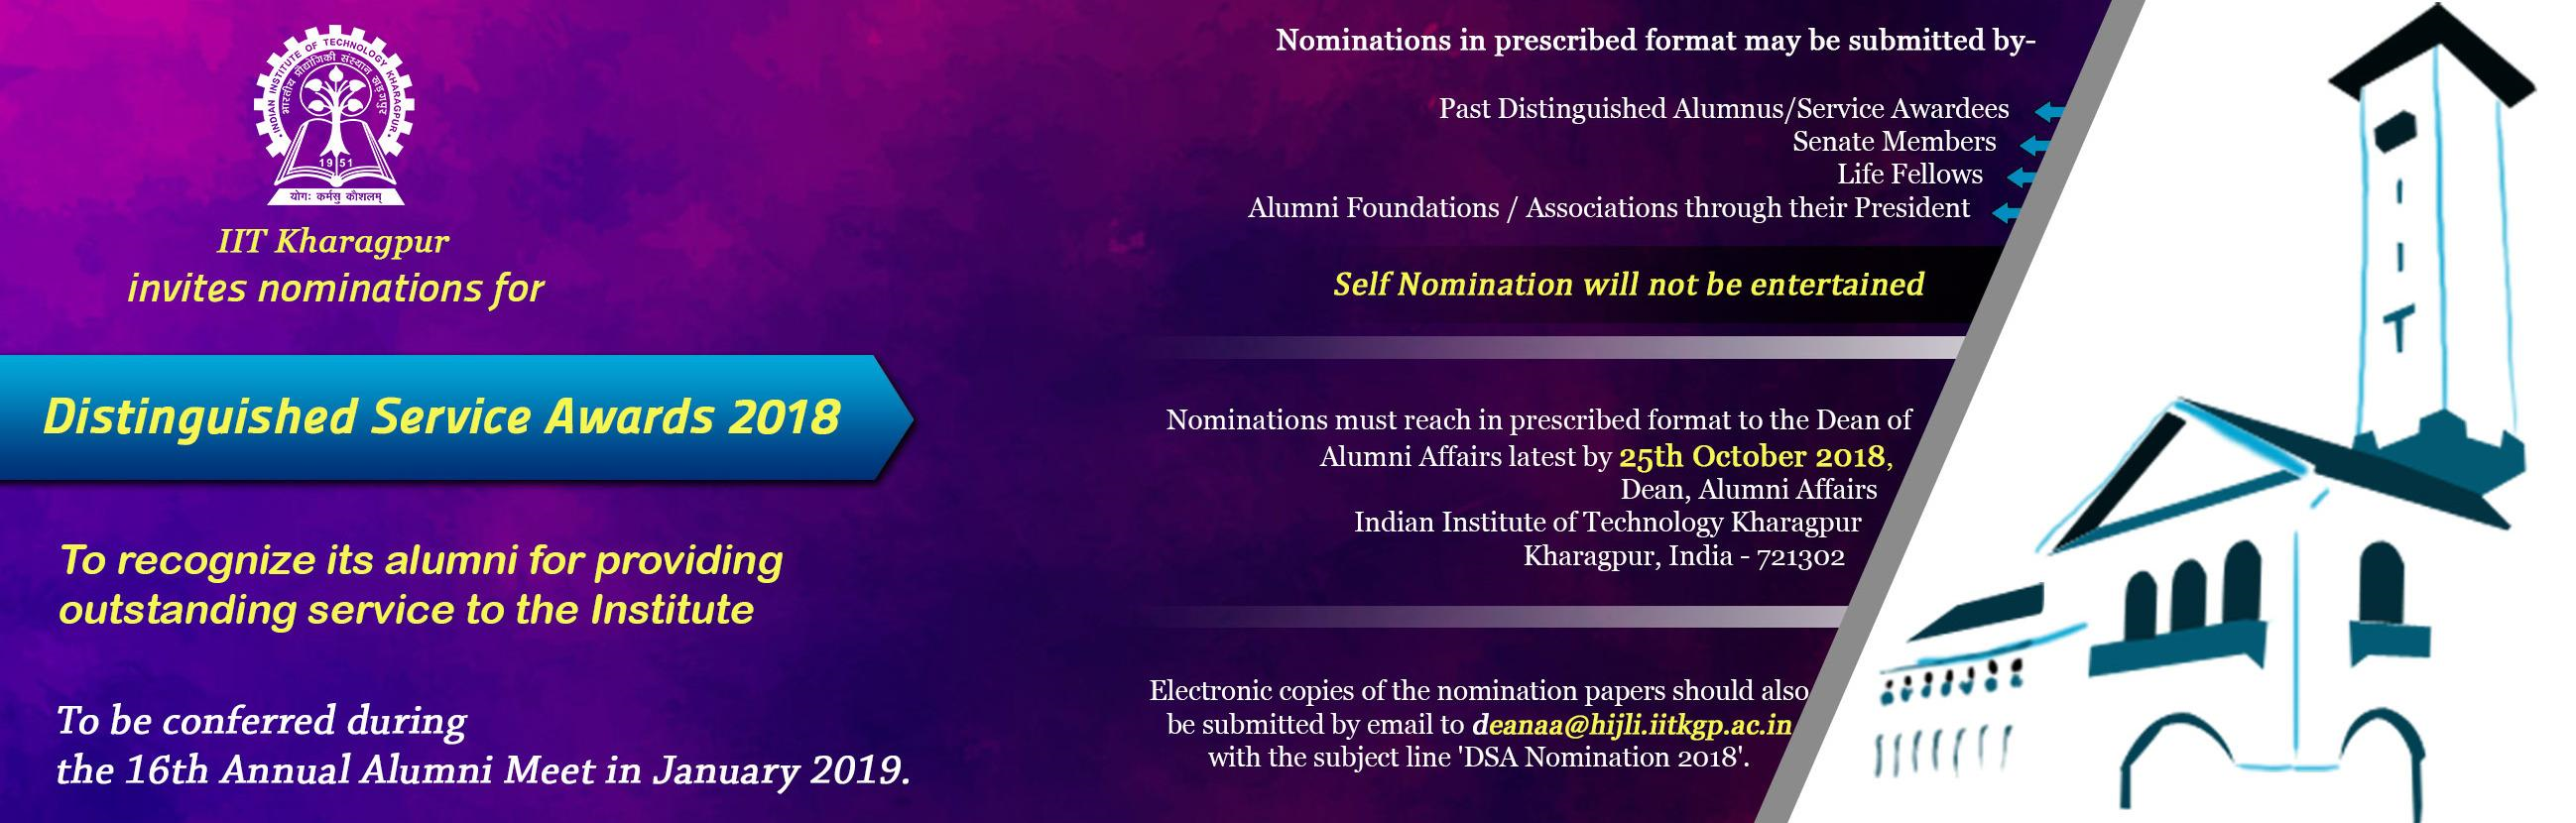 INDIAN INSTITUTE OF TECHNOLOGY KHARAGPUR
भारतीय प्रौद्योगिकी संस्थान खड़गपुर
19 51
योगः कर्मसु कौशलम्
IIT Kharagpur
invites nominations for
Distinguished Service Awards 2018
To recognize its alumni for providing
outstanding service to the Institute
To be conferred during
the 16th Annual Alumni Meet in January 2019.
Nominations in prescribed format may be submitted by-
Past Distinguished Alumnus/Service Awardees
Senate Members
Life Fellows
Alumni Foundations / Associations through their President
Self Nomination will not be entertained
Nominations must reach in prescribed format to the Dean of
Alumni Affairs latest by 25th October 2018,
Dean, Alumni Affairs
Indian Institute of Technology Kharagpur
Kharagpur, India - 721302
Electronic copies of the nomination papers should also
be submitted by email to deanaa@hijli.iitkgp.ac.in
with the subject line 'DSA Nomination 2018'.
I
I
T